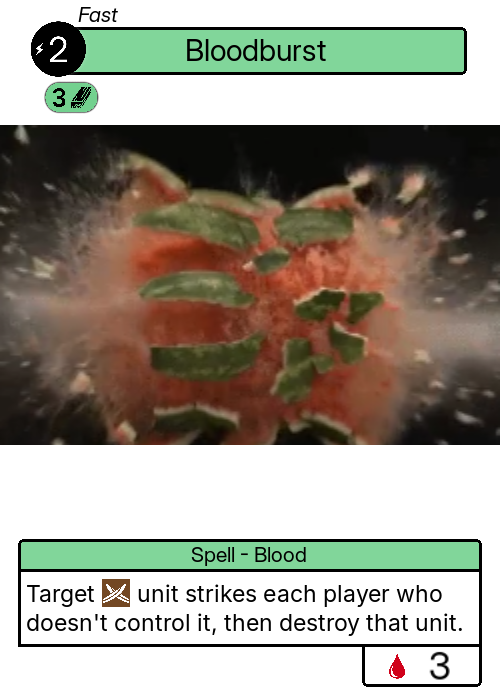 Fast
2
Bloodburst
3
Spell - Blood
Target unit strikes each player who
doesn't control it, then destroy that unit.
3